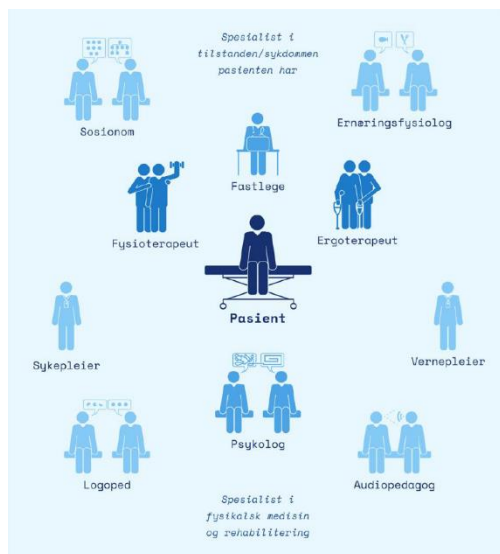 Spesialist i
tilstanden/sykdommen
pasienten har
Sosionom
Ernæringsfysiolog
Fastlege
Fysioterapeut
Ergoterapeut
Pasient
Sykepleier
Vernepleier
Psykolog
Logoped
Audiopedagog
Spesialist i
fysikalsk medisin
og rehabilitering